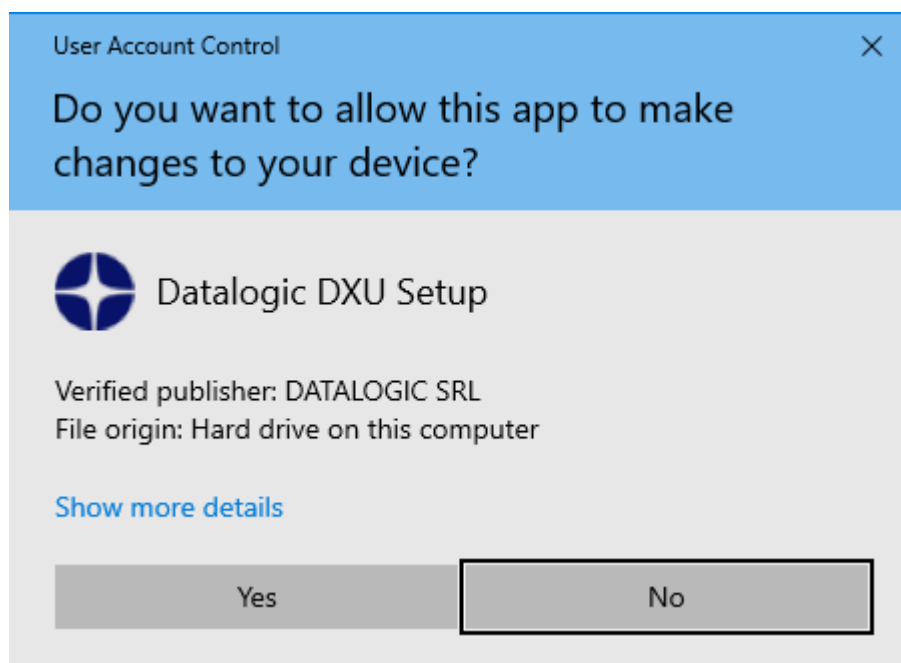 User Account Control
Do you want to allow this app to make
changes to your device?
Datalogic DXU Setup
Verified publisher: DATALOGIC SRL
File origin: Hard drive on this computer
Show more details
Yes
No